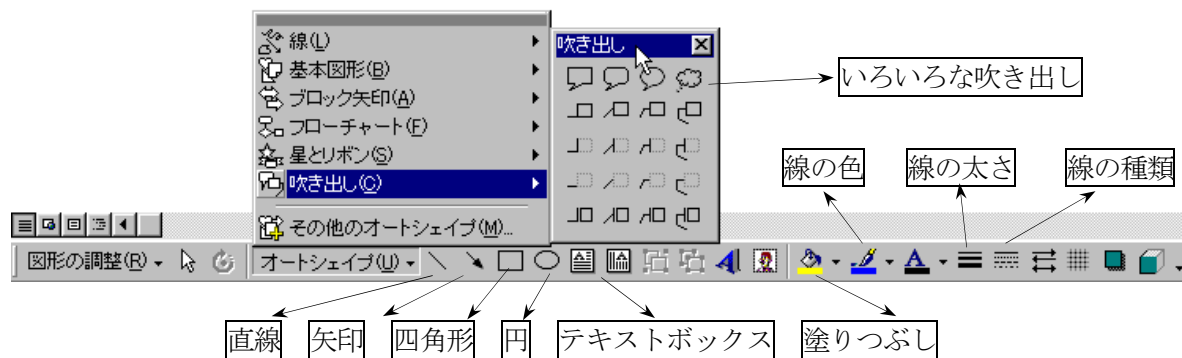 線(L)
基本図形(B)
ブロック矢印(A)
フローチャート(F)
星とリボン(S)
吹き出し(C)
その他のオートシェイプ(M)...
吹き出し
いろいろな吹き出し
線の色
線の太さ
線の種類
図形の調整(R)
オートシェイプ(U)
直線
矢印
四角形
円
テキストボックス
塗りつぶし